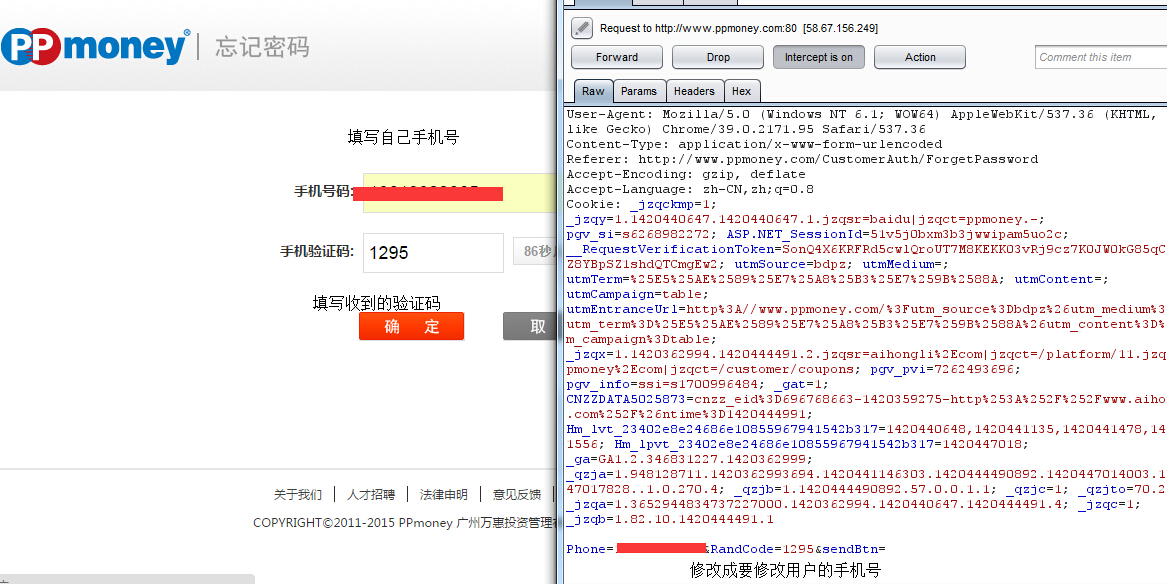 PPmoney® 忘记密码
填写自己手机号
手机号码:
手机验证码: 1295 86秒
填写收到的验证码
确 定 取
关于我们 人才招聘 法律申明 意见反馈
COPYRIGHT©2011-2015 PPmoney 广州万惠投资管理有
Request to http://www.ppmoney.com:80 [58.67.156.249]
Forward Drop Intercept is on Action Comment this item
Raw Params Headers Hex
User-Agent: Mozilla/5.0 (Windows NT 6.1; WOW64) AppleWebKit/537.36 (KHTML,
like Gecko) Chrome/39.0.2171.95 Safari/537.36
Content-Type: application/x-www-form-urlencoded
Referer: http://www.ppmoney.com/CustomerAuth/ForgetPassword
Accept-Encoding: gzip, deflate
Accept-Language: zh-CN,zh;q=0.8
Cookie: _jzqckmp=1;
_jzqy=1.1420440647.1420440647.1.jzqsr=baidu|jzqct=ppmoney.-;
pgv_si=s6268982272; ASP.NET_SessionId=51v5j0bxm3b3jwwipam5uo2c;
__RequestVerificationToken=SonQ4X6KRFRd5cwlQroUT7M8KEKKO3vRj9cz7KOJWOkG85qC
Z8YBpSZ1shdQTCmgEw2; utmSource=bdpz; utmMedium=;
utmTerm=%25E5%25AE%2589%25E7%25A8%25B3%25E7%259B%2588A; utmContent=;
utmCampaign=table;
utmEntranceUrl=http%3A//www.ppmoney.com/%3Futm_source%3Dbdpz%26utm_medium%3
utm_term%3D%25E5%25AE%2589%25E7%25A8%25B3%25E7%259B%2588A%26utm_content%3D%
m_campaign%3Dtable;
_jzqx=1.1420362994.1420444491.2.jzqsr=aihongli%2Ecom|jzqct=/platform/11.jzq
pmoney%2Ecom|jzqct=/customer/coupons; pgv_pvi=7262493696;
pgv_info=ssi=s1700996484; _gat=1;
CNZZDATA5025873=cnzz_eid%3D696768663-1420359275-http%253A%252F%252Fwww.aiho
.com%252F%26ntime%3D1420444991;
Hm_lvt_23402e8e24686e10855967941542b317=1420440648,1420441135,1420441478,14
1556; Hm_lpvt_23402e8e24686e10855967941542b317=1420447018;
_ga=GA1.2.346831227.1420362999;
_qzja=1.948128711.1420362993694.1420441146303.1420444490892.1420447014003.1
47017828..1.0.270.4; _qzjb=1.1420444490892.57.0.0.1.1; _qzjc=1; _qzjto=70.2
_jzqa=1.3652944834737227000.1420362994.1420440647.1420444491.4; _jzqc=1;
_jzqb=1.82.10.1420444491.1
Phone= &RandCode=1295&sendBtn=
修改成要修改用户的手机号